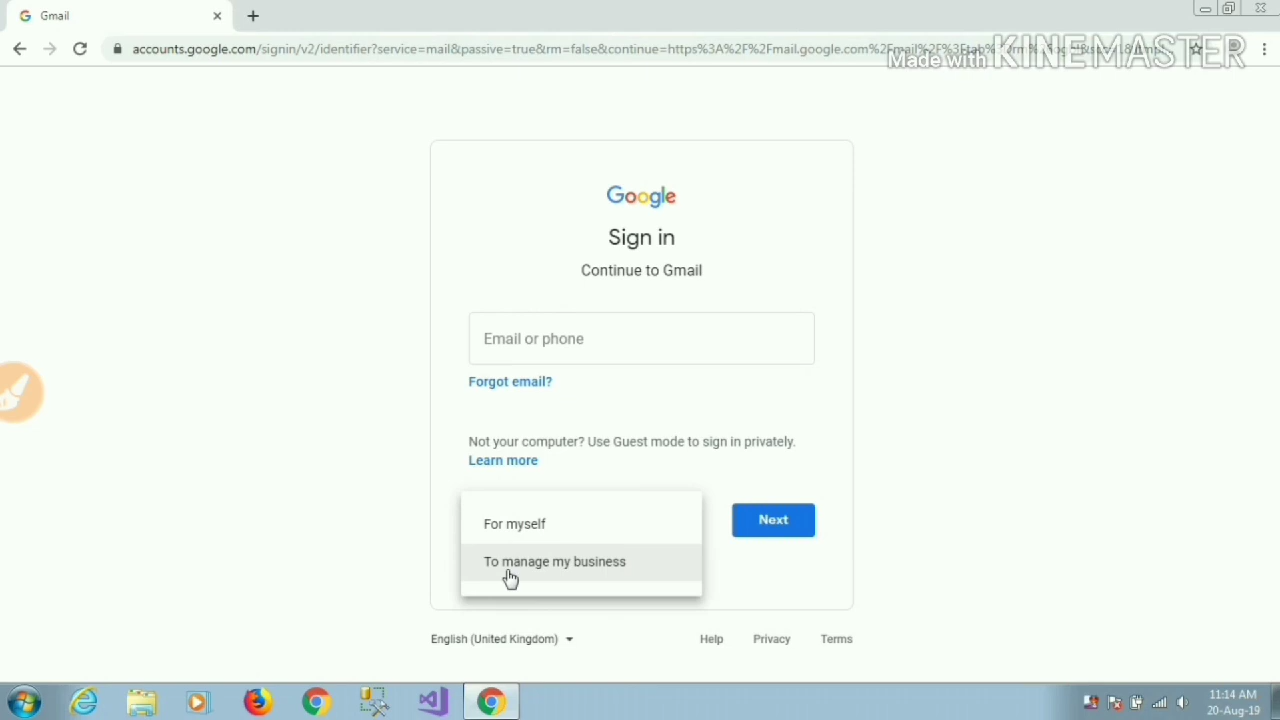 Gmail
accounts.google.com/signin/v2/identifier?service=mail&passive=true&rm=false&continue=https%3A%2F%2Fmail.google.com%2Fmail%2F%3Ftab%
Made with KINEMASTER
Google
Sign in
Continue to Gmail
Email or phone
Forgot email?
Not your computer? Use Guest mode to sign in privately.
Learn more
For myself
Next
To manage my business
English (United Kingdom)
Help Privacy Terms
11:14 AM
20-Aug-19